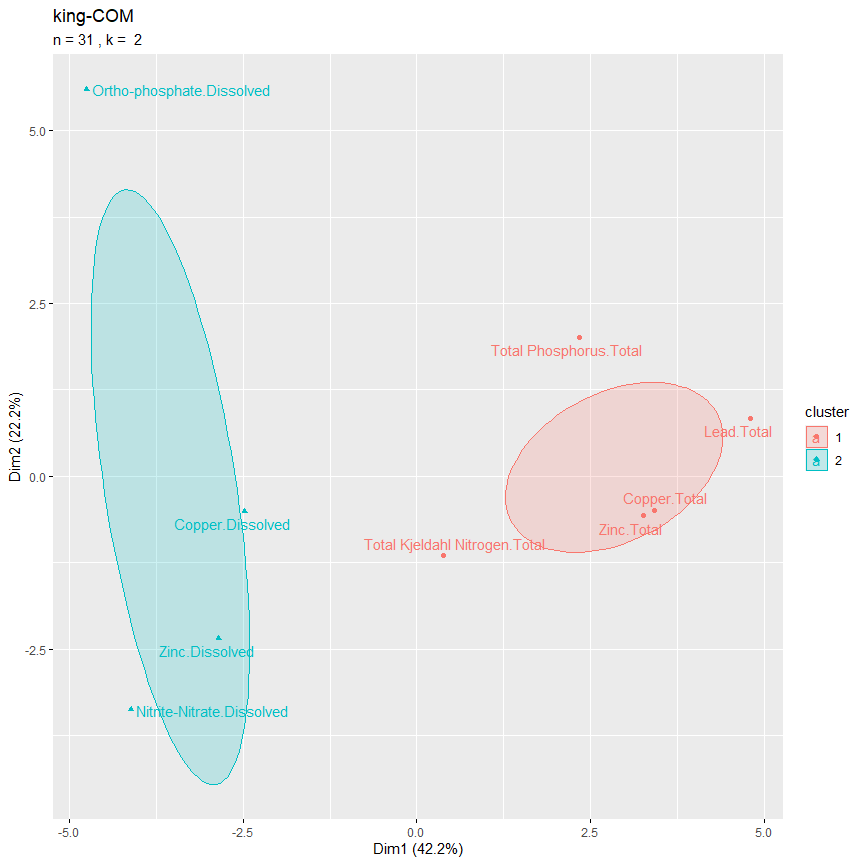 king-COM
n = 31 , k =  2
Ortho-phosphate.Dissolved
5.0
2.5
Total Phosphorus.Total
Lead.Total
cluster
1
2
Dim2 (22.2%)
0.0
Copper.Total
Copper.Dissolved
Zinc.Total
Total Kjeldahl Nitrogen.Total
-2.5
Zinc.Dissolved
Nitrite-Nitrate.Dissolved
-5.0
-2.5
0.0
2.5
5.0
Dim1 (42.2%)